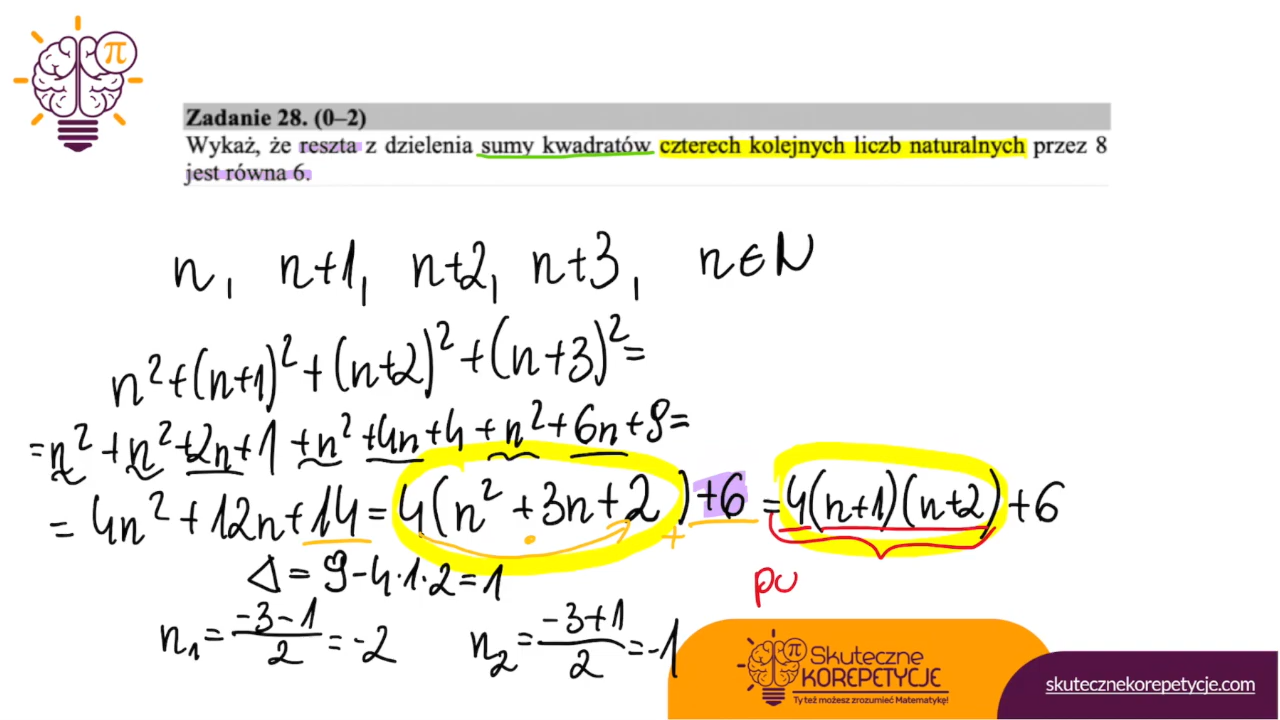 π
Zadanie 28. (0–2)
Wykaż, że reszta z dzielenia sumy kwadratów czterech kolejnych liczb naturalnych przez 8
jest równa 6.
n, n+1, n+2, n+3, n∈N
n²+(n+1)²+(n+2)²+(n+3)²=
=n²+n²+2n+1+n²+4n+4+n²+6n+9=
=4n²+12n+14=4(n²+3n+2)+6=4(n+1)(n+2)+6
+
Δ=9-4·1·2=1
po
n₁=\frac{-3-1}{2}=-2 n₂=\frac{-3+1}{2}=-1
π
Skuteczne
KOREPETYCJE
Ty też możesz zrozumieć Matematykę!
skutecznekorepetycje.com